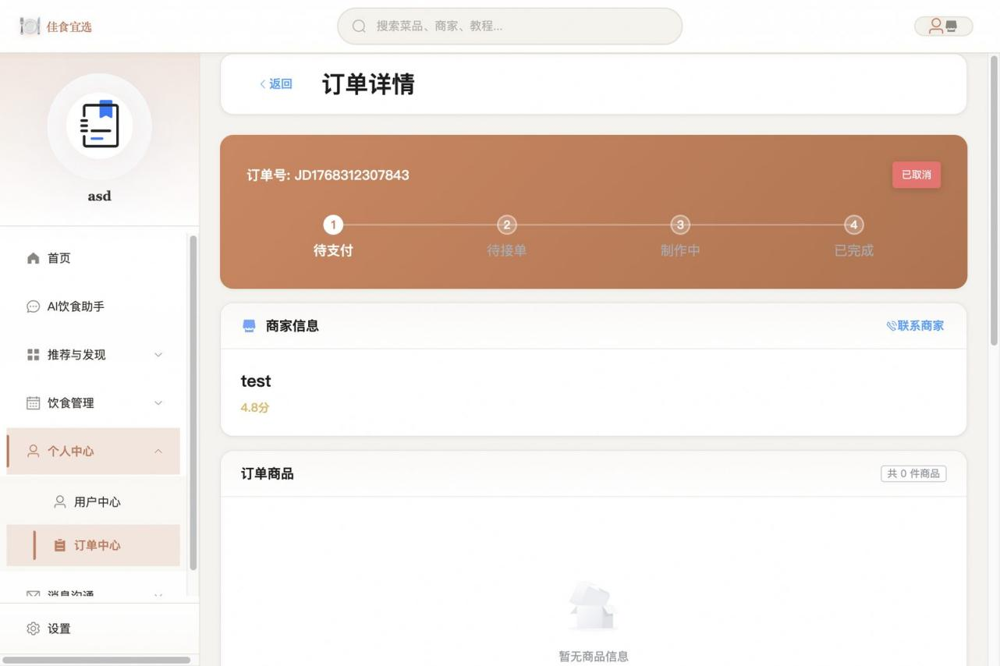 佳食宜选
搜索菜品、商家、教程...
asd
首页
AI饮食助手
推荐与发现
饮食管理
个人中心
用户中心
订单中心
消息沟通
设置
返回
订单详情
订单号: JD1768312307843
已取消
1
2
3
4
待支付
待接单
制作中
已完成
商家信息
联系商家
test
4.8分
订单商品
共 0 件商品
暂无商品信息